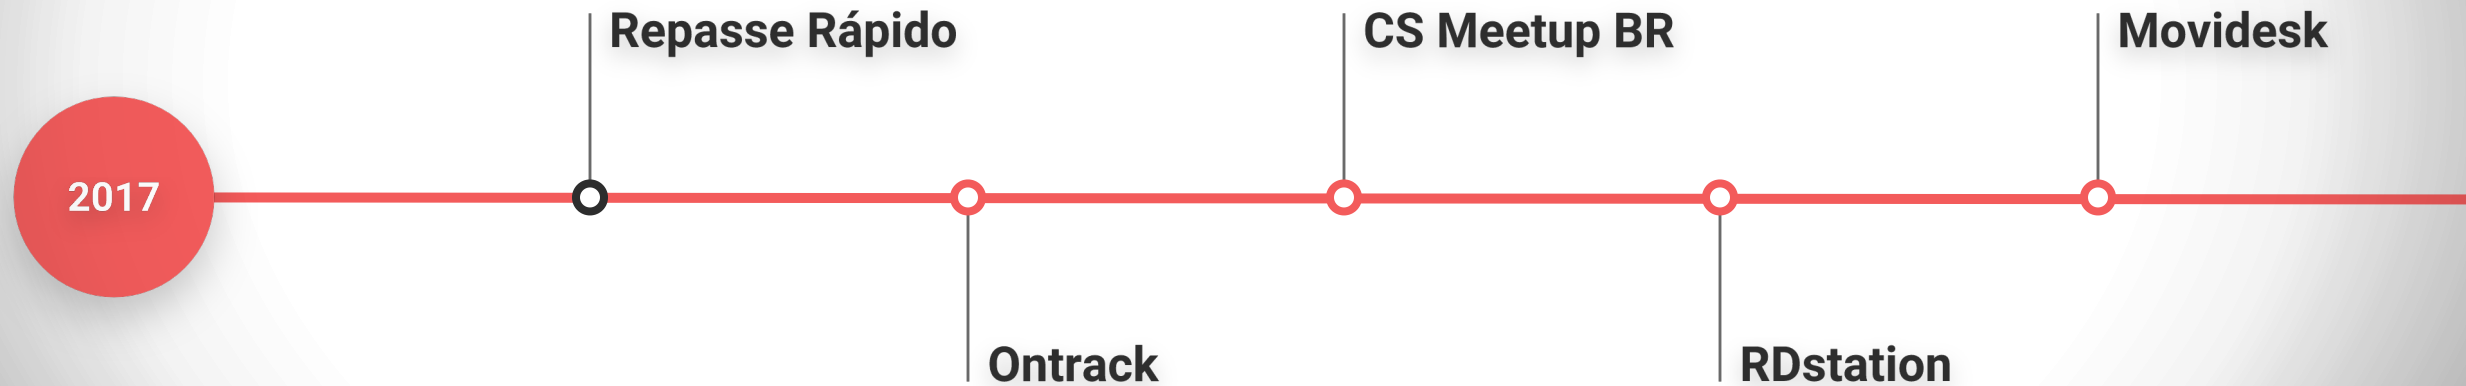 2017
Repasse Rápido
Ontrack
CS Meetup BR
RDstation
Movidesk